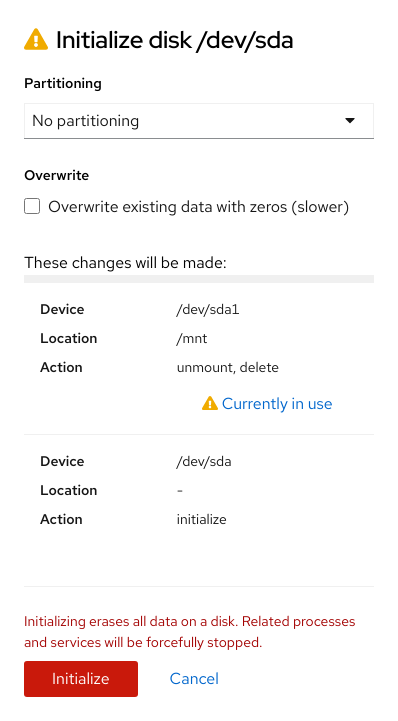 Initialize disk /dev/sda
Partitioning
No partitioning
Overwrite
Overwrite existing data with zeros (slower)
These changes will be made:
Device /dev/sda1
Location /mnt
Action unmount, delete
Currently in use
Device /dev/sda
Location -
Action initialize
Initializing erases all data on a disk. Related processes
and services will be forcefully stopped.
Initialize Cancel